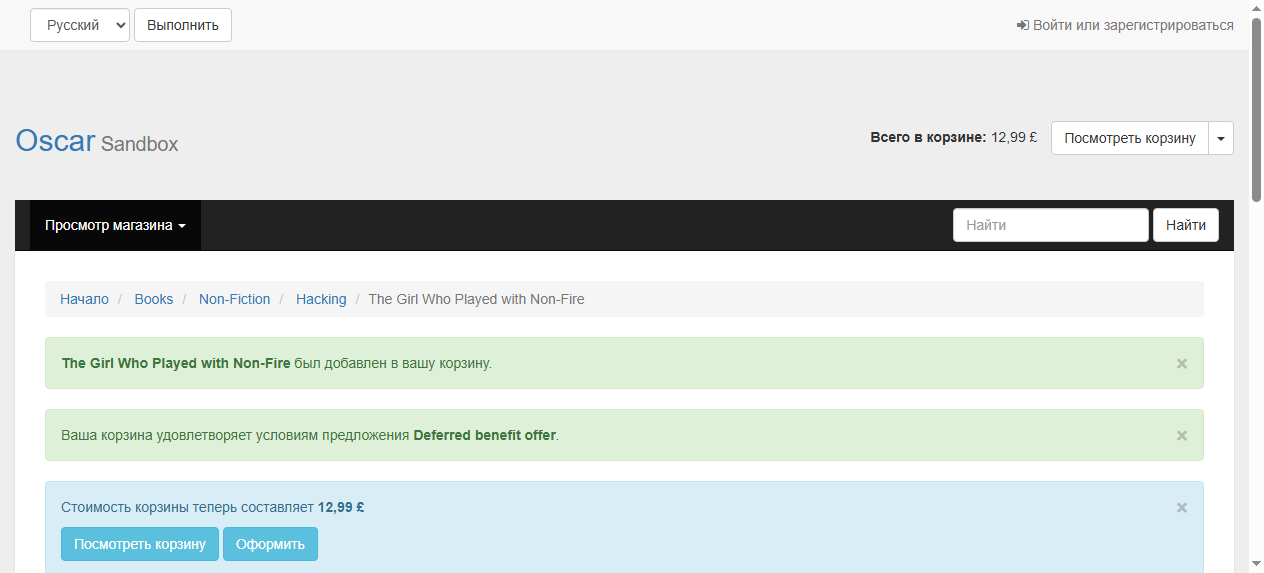 Русский Выполнить Войти или зарегистрироваться
Oscar Sandbox Всего в корзине: 12,99 £ Посмотреть корзину
Просмотр магазина Найти Найти
Начало / Books / Non-Fiction / Hacking / The Girl Who Played with Non-Fire
The Girl Who Played with Non-Fire был добавлен в вашу корзину. ×
Ваша корзина удовлетворяет условиям предложения Deferred benefit offer. ×
Стоимость корзины теперь составляет 12,99 £ ×
Посмотреть корзину Оформить